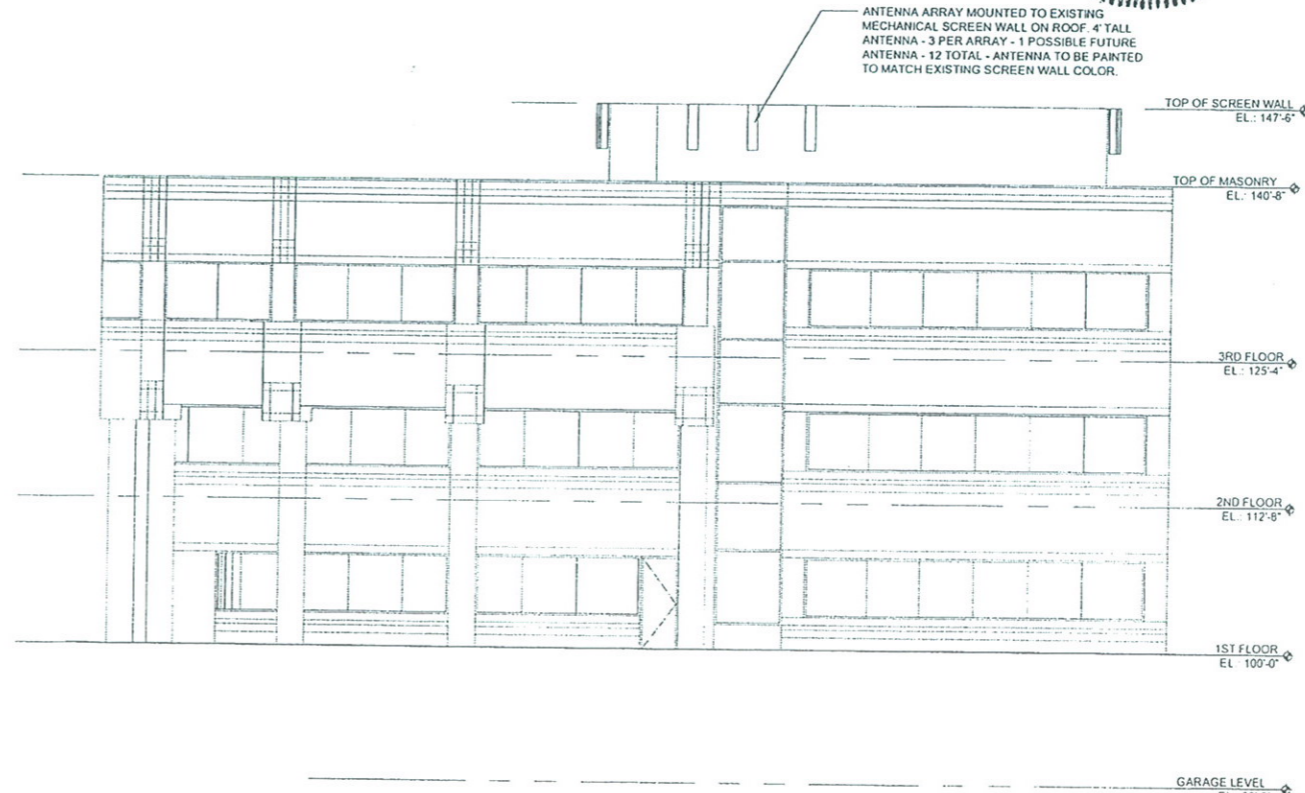 ANTENNA ARRAY MOUNTED TO EXISTING
MECHANICAL SCREEN WALL ON ROOF. 4' TALL
ANTENNA - 3 PER ARRAY - 1 POSSIBLE FUTURE
ANTENNA - 12 TOTAL - ANTENNA TO BE PAINTED
TO MATCH EXISTING SCREEN WALL COLOR.
TOP OF SCREEN WALL
EL.: 147'-6"
TOP OF MASONRY
EL.: 140'-8"
3RD FLOOR
EL.: 125'-4"
2ND FLOOR
EL.: 112'-8"
1ST FLOOR
EL.: 100'-0"
GARAGE LEVEL